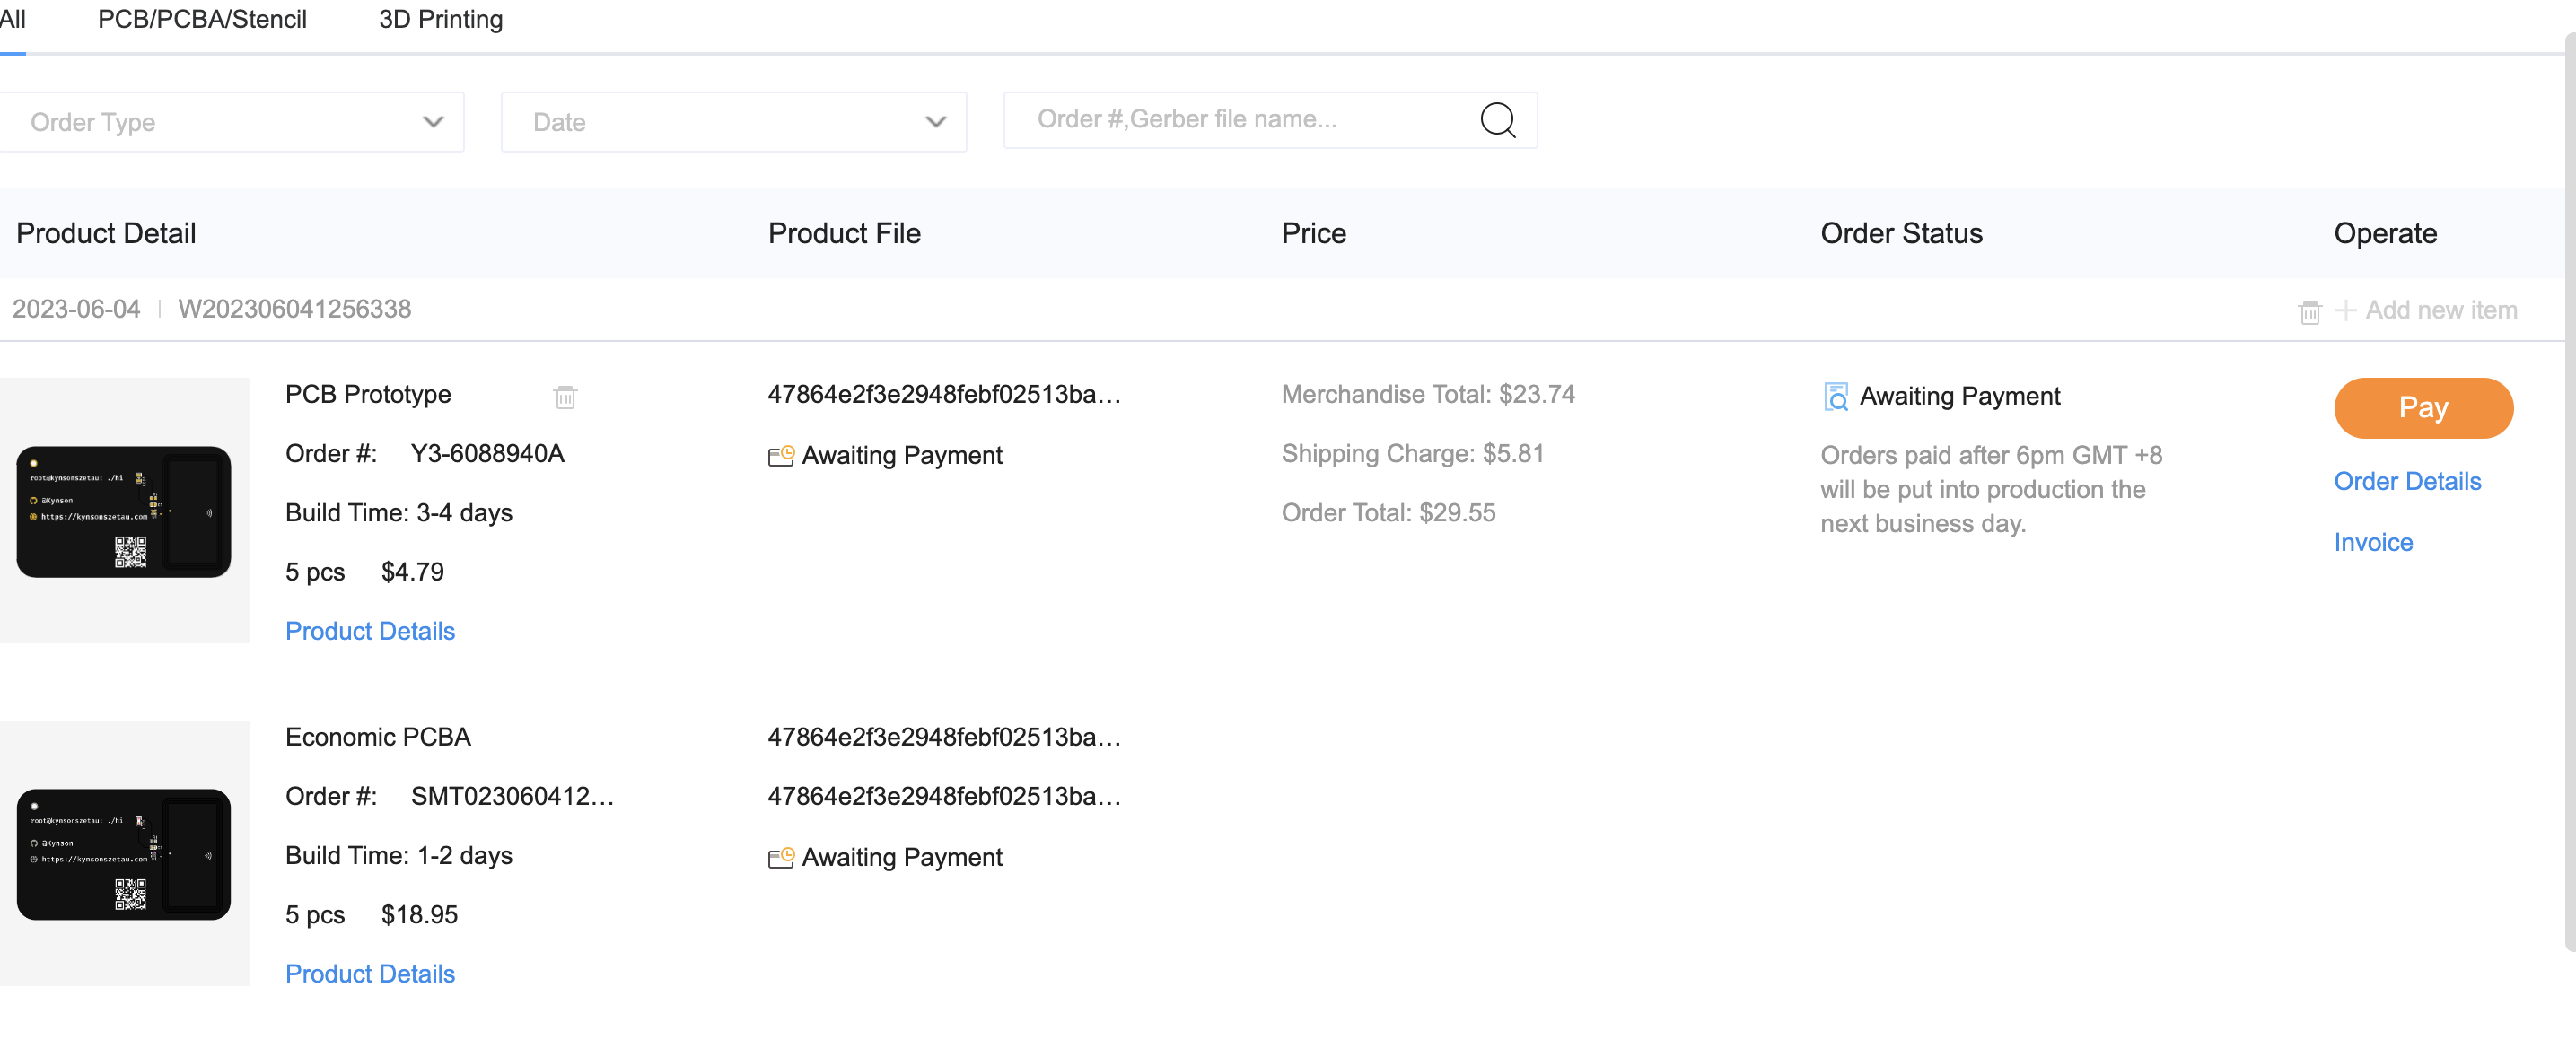 All PCB/PCBA/Stencil 3D Printing
Order Type Date Order #,Gerber file name...
Product Detail Product File Price Order Status Operate
2023-06-04 | W202306041256338 + Add new item
PCB Prototype 47864e2f3e2948febf02513ba... Merchandise Total: $23.74 Awaiting Payment Pay
Order #: Y3-6088940A Awaiting Payment Shipping Charge: $5.81 Orders paid after 6pm GMT +8
will be put into production the
next business day.
Order Details
Build Time: 3-4 days Order Total: $29.55 Invoice
5 pcs $4.79
Product Details
root@kynsonszetau: ./hi
@Kynson
https://kynsonszetau.com
Economic PCBA 47864e2f3e2948febf02513ba...
Order #: SMT023060412... 47864e2f3e2948febf02513ba...
Build Time: 1-2 days Awaiting Payment
5 pcs $18.95
Product Details
root@kynsonszetau: ./hi
@Kynson
https://kynsonszetau.com